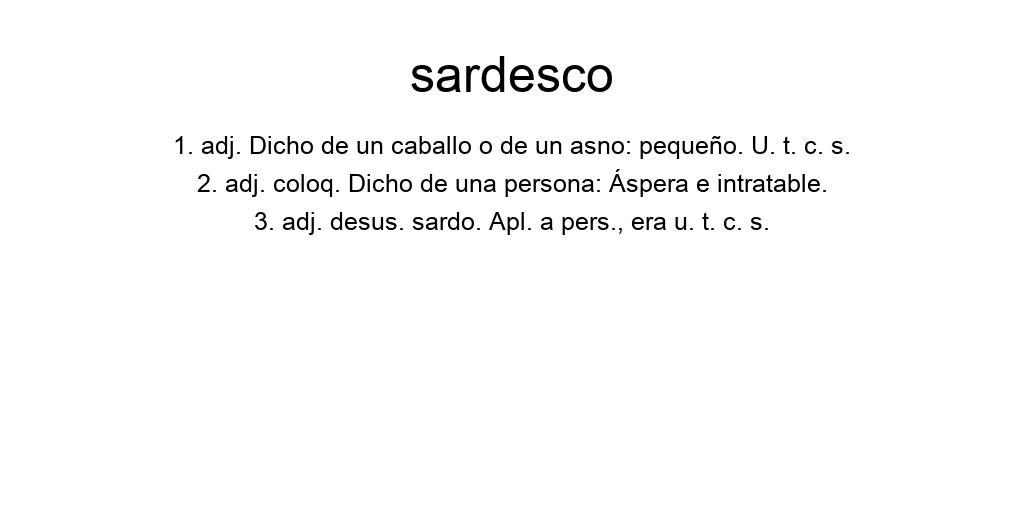 sardesco
1. adj. Dicho de un caballo o de un asno: pequeño. U. t. c. s.
2. adj. coloq. Dicho de una persona: Áspera e intratable.
3. adj. desus. sardo. Apl. a pers., era u. t. c. s.